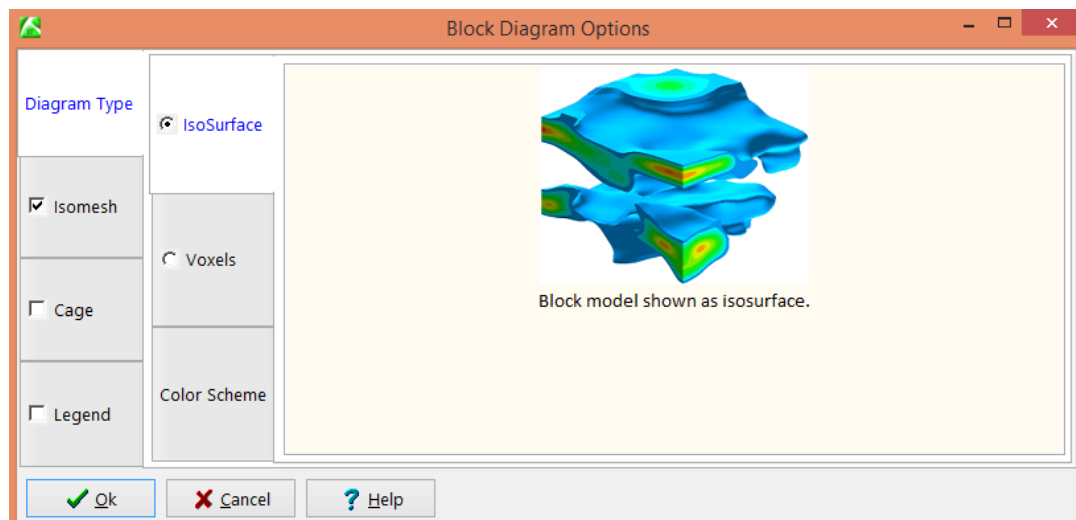 Block Diagram Options
Diagram Type
Isomesh
Cage
Legend
IsoSurface
Voxels
Color Scheme
Block model shown as isosurface.
Ok
Cancel
? Help